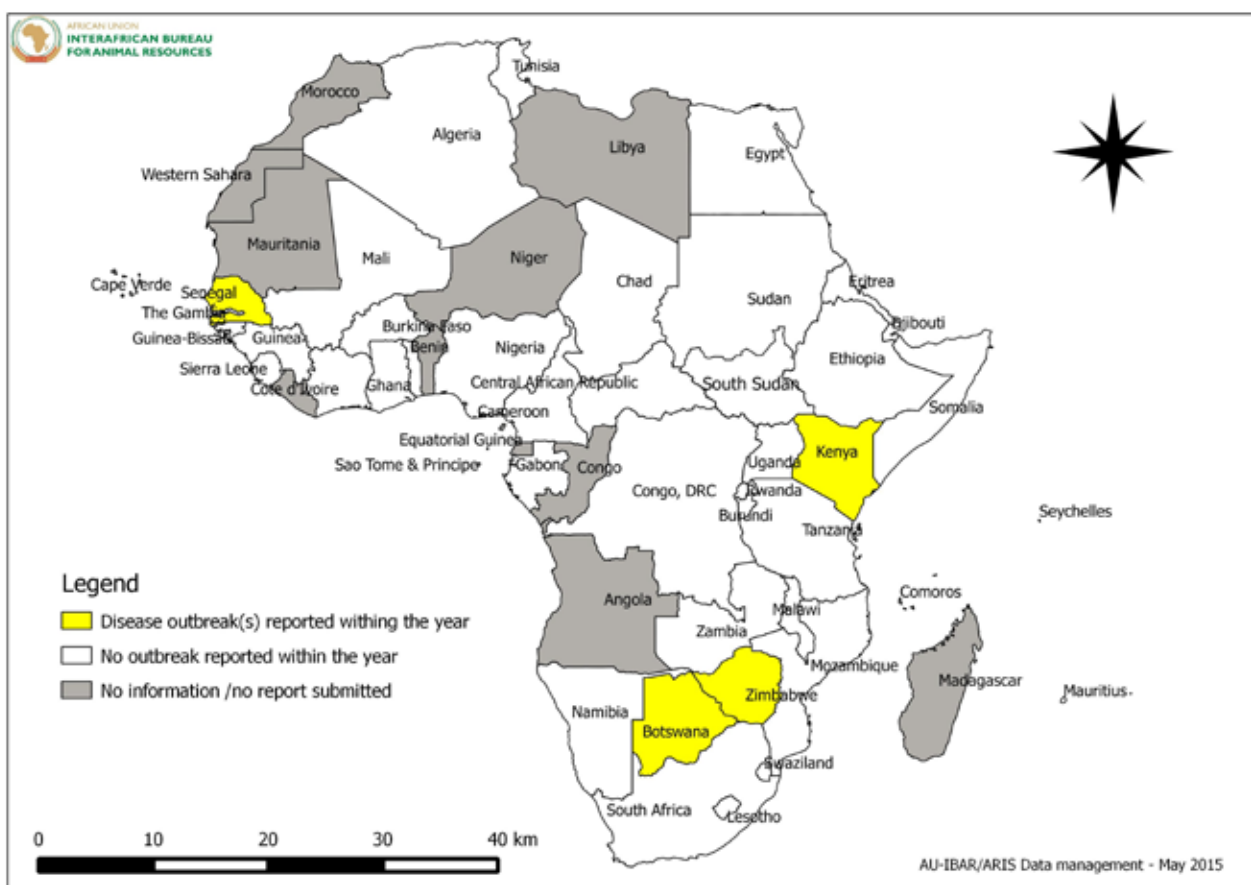 AFRICAN UNION
INTERAFRICAN BUREAU
FOR ANIMAL RESOURCES
Tunisia
Morocco
Algeria
Libya
Egypt
Western Sahara
Mauritania
Mali
Niger
Chad
Sudan
Eritrea
Cape Verde
Senegal
The Gambia
Djibouti
Guinea-Bissau
Guinea
Burkina Faso
Benin
Nigeria
Ethiopia
Sierra Leone
Cote d'Ivoire
Ghana
Central African Republic
South Sudan
Somalia
Cameroon
Equatorial Guinea
Sao Tome & Principe
Gabon
Congo
Uganda
Kenya
Congo, DRC
Rwanda
Burundi
Tanzania
Seychelles
Comoros
Angola
Malawi
Zambia
Mozambique
Madagascar
Mauritius
Zimbabwe
Namibia
Botswana
Swaziland
South Africa
Lesotho
Legend
Disease outbreak(s) reported withing the year
No outbreak reported within the year
No information /no report submitted
0 10 20 30 40 km
AU-IBAR/ARIS Data management - May 2015